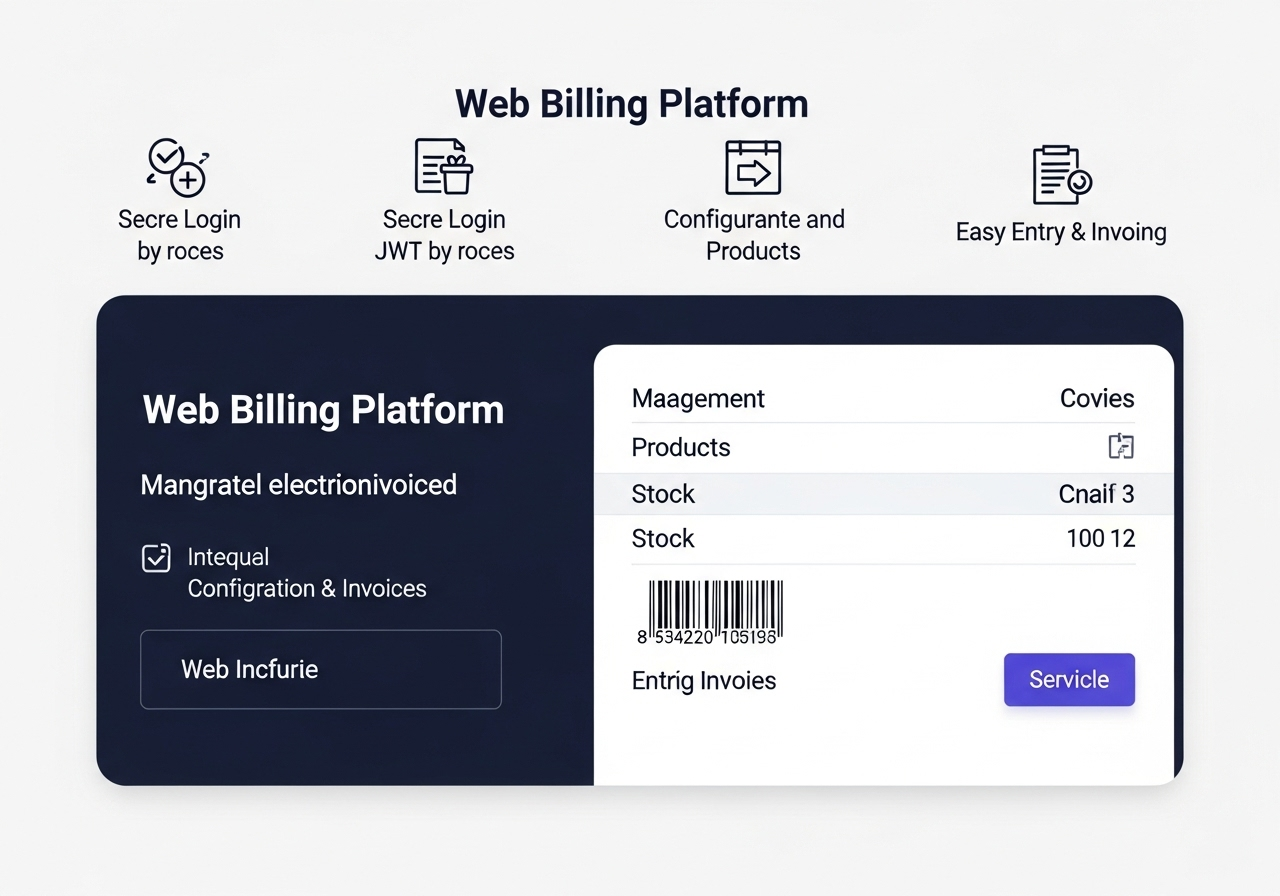 Web Billing Platform
Secre Login
by roces
Secre Login
JWT by roces
Configurante and
Products
Easy Entry & Invoing
Web Billing Platform
Mangratel electrionivoiced
Intequal
Configration & Invoices
Web Incfurie
Maagement Covies
Products
Stock Cnaif 3
Stock 100 12
8 534220 105198
Entrig Invoies
Servicle